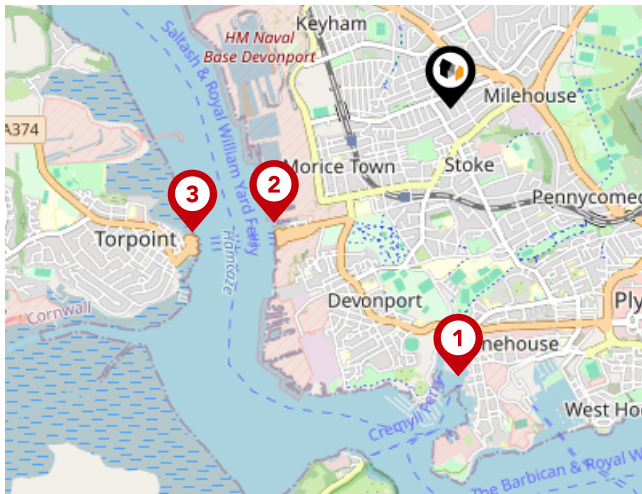 Keyham
HM Naval
Base Devonport
Saltash & Royal William Yard Ferry
Milehouse
A374
Morice Town
Stoke
3
2
Pennycomeq
Torpoint
Hamoaze
Cornwall
Devonport
Ply
1
nehouse
Cremyll Ferry
West Ho
The Barbican & Royal W